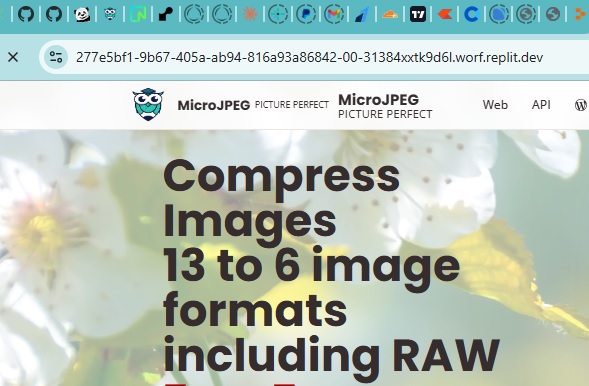 277e5bf1-9b67-405a-ab94-816a93a86842-00-31384xxtk9d6l.worf.replit.dev
MicroJPEG PICTURE PERFECT
MicroJPEG
PICTURE PERFECT
Web API
Compress
Images
13 to 6 image
formats
including RAW